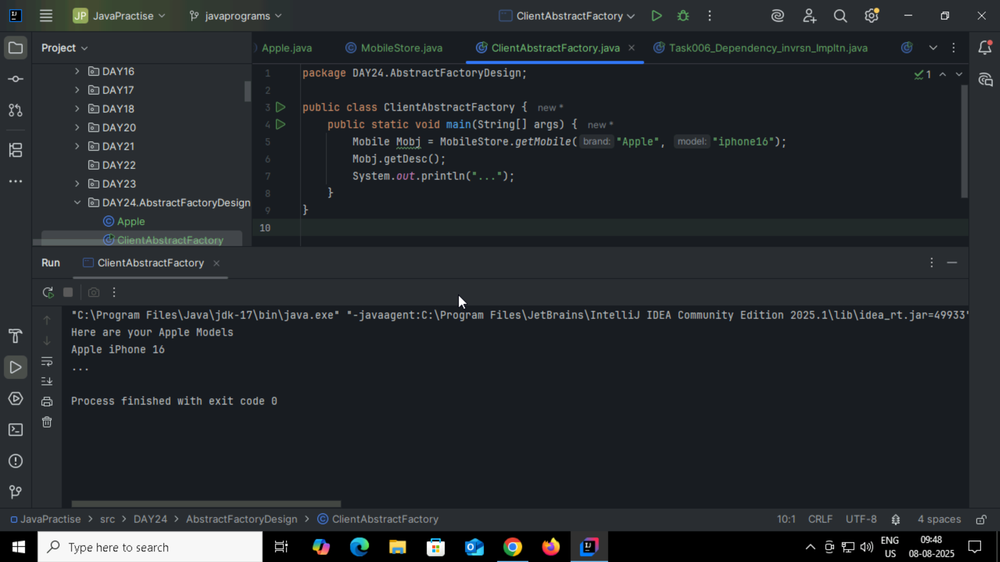 JP JavaPractise javaprograms ClientAbstractFactory
Project
Apple.java MobileStore.java ClientAbstractFactory.java Task006_Dependency_invrsn_Impltn.java
DAY16
DAY17
DAY18
DAY20
DAY21
DAY22
DAY23
DAY24.AbstractFactoryDesign
Apple
ClientAbstractFactory
1 package DAY24.AbstractFactoryDesign; 1
2
3 public class ClientAbstractFactory { new *
4 public static void main(String[] args) { new *
5 Mobile Mobj = MobileStore.getMobile( brand: "Apple", model: "iphone16");
6 Mobj.getDesc();
7 System.out.println("...");
8 }
9 }
10
Run ClientAbstractFactory
"C:\Program Files\Java\jdk-17\bin\java.exe" "-javaagent:C:\Program Files\JetBrains\IntelliJ IDEA Community Edition 2025.1\lib\idea_rt.jar=49933"
Here are your Apple Models
Apple iPhone 16
...
Process finished with exit code 0
JavaPractise > src > DAY24 > AbstractFactoryDesign > ClientAbstractFactory 10:1 CRLF UTF-8 4 spaces
Type here to search
ENG
US
09:48
08-08-2025